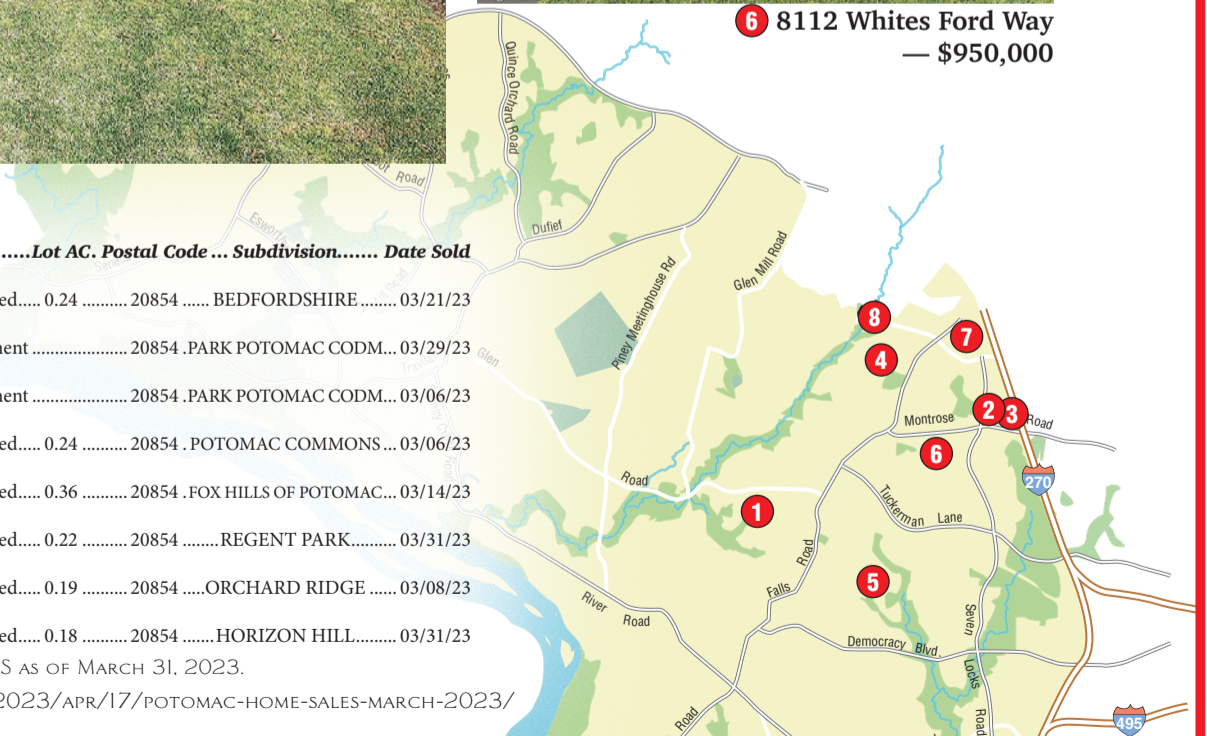 6 8112 Whites Ford Way
— $950,000
.....Lot AC. Postal Code ... Subdivision....... Date Sold
ed..... 0.24 .......... 20854 ...... BEDFORDSHIRE ........ 03/21/23
nent ...................... 20854 .PARK POTOMAC CODM... 03/29/23
nent ...................... 20854 .PARK POTOMAC CODM... 03/06/23
ed..... 0.24 .......... 20854 . POTOMAC COMMONS ... 03/06/23
ed..... 0.36 .......... 20854 .FOX HILLS OF POTOMAC... 03/14/23
ed..... 0.22 .......... 20854 ........REGENT PARK.......... 03/31/23
ed..... 0.19 .......... 20854 ......ORCHARD RIDGE ...... 03/08/23
ed..... 0.18 .......... 20854 .......HORIZON HILL......... 03/31/23
S as of March 31, 2023.
2023/apr/17/potomac-home-sales-march-2023/
Quince Orchard Road
Road
Dufief
Piney Meetinghouse Rd
Glen Mill Road
Glen
Road
8
7
4
2
3
Montrose
Road
6
270
1
Tuckerman Lane
Falls Road
5
River
Road
Democracy Blvd.
Seven
Locks
Road
Road
495